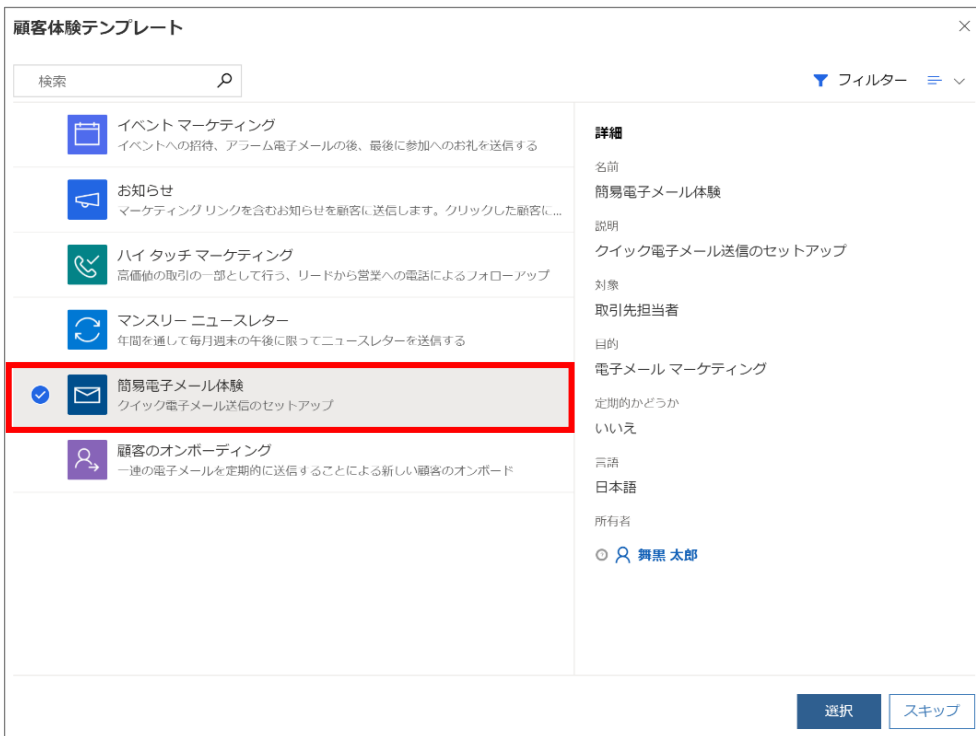 顧客体験テンプレート
検索
フィルター
イベント マーケティング
イベントへの招待、アラーム電子メールの後、最後に参加へのお礼を送信する
お知らせ
マーケティング リンクを含むお知らせを顧客に送信します。クリックした顧客に...
ハイ タッチ マーケティング
高価値の取引の一部として行う、リードから営業への電話によるフォローアップ
マンスリー ニュースレター
年間を通して毎月週末の午後に限ってニュースレターを送信する
簡易電子メール体験
クイック電子メール送信のセットアップ
顧客のオンボーディング
一連の電子メールを定期的に送信することによる新しい顧客のオンボード
詳細
名前
簡易電子メール体験
説明
クイック電子メール送信のセットアップ
対象
取引先担当者
目的
電子メール マーケティング
定期的かどうか
いいえ
言語
日本語
所有者
舞黒 太郎
選択
スキップ